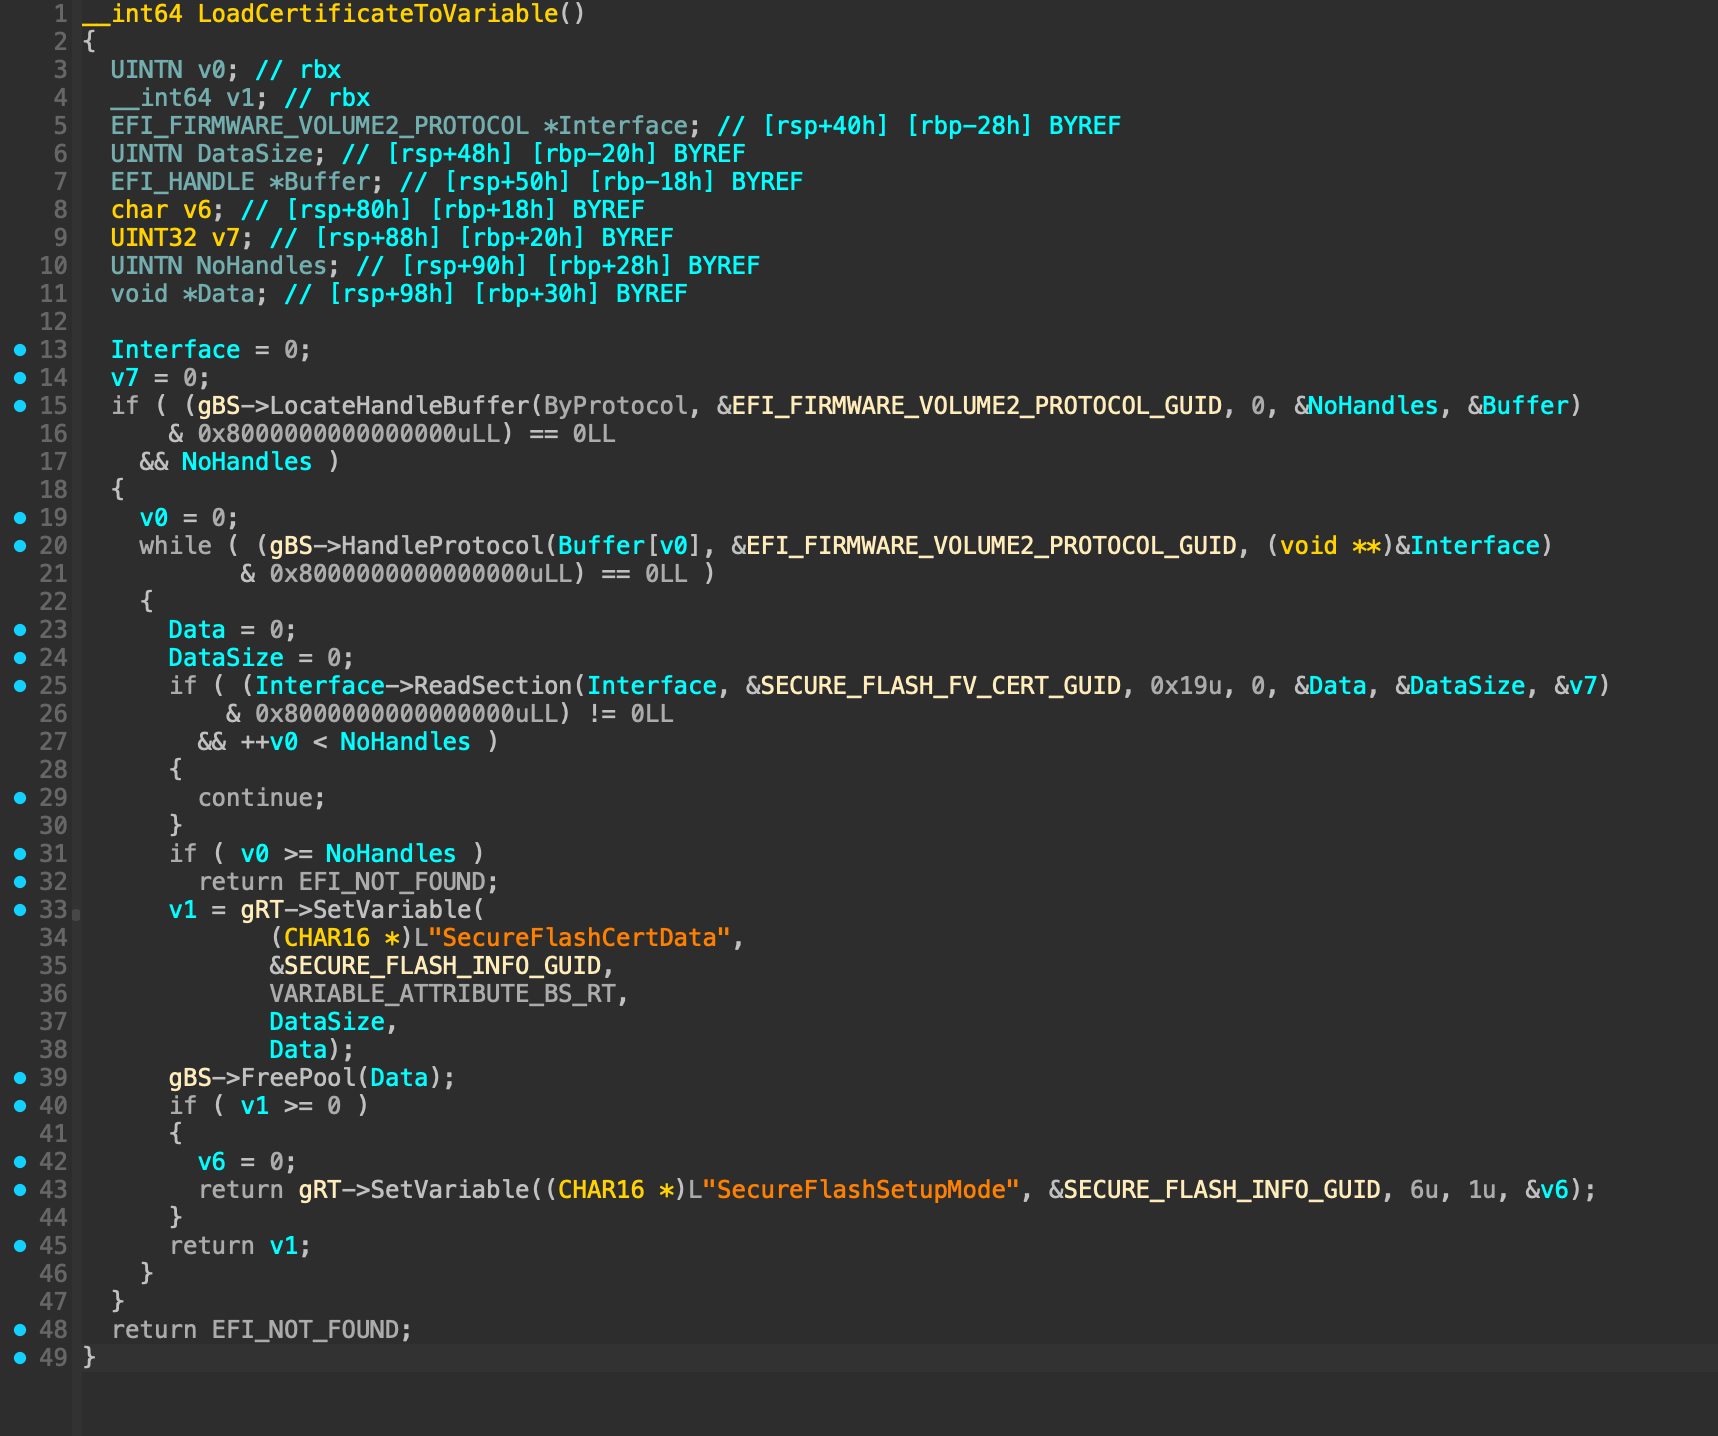 1 __int64 LoadCertificateToVariable()
2 {
3   UINTN v0; // rbx
4   __int64 v1; // rbx
5   EFI_FIRMWARE_VOLUME2_PROTOCOL *Interface; // [rsp+40h] [rbp-28h] BYREF
6   UINTN DataSize; // [rsp+48h] [rbp-20h] BYREF
7   EFI_HANDLE *Buffer; // [rsp+50h] [rbp-18h] BYREF
8   char v6; // [rsp+80h] [rbp+18h] BYREF
9   UINT32 v7; // [rsp+88h] [rbp+20h] BYREF
10   UINTN NoHandles; // [rsp+90h] [rbp+28h] BYREF
11   void *Data; // [rsp+98h] [rbp+30h] BYREF
12
13   Interface = 0;
14   v7 = 0;
15   if ( (gBS->LocateHandleBuffer(ByProtocol, &EFI_FIRMWARE_VOLUME2_PROTOCOL_GUID, 0, &NoHandles, &Buffer)
16       & 0x8000000000000000uLL) == 0LL
17     && NoHandles )
18   {
19     v0 = 0;
20     while ( (gBS->HandleProtocol(Buffer[v0], &EFI_FIRMWARE_VOLUME2_PROTOCOL_GUID, (void **)&Interface)
21            & 0x8000000000000000uLL) == 0LL )
22     {
23       Data = 0;
24       DataSize = 0;
25       if ( (Interface->ReadSection(Interface, &SECURE_FLASH_FV_CERT_GUID, 0x19u, 0, &Data, &DataSize, &v7)
26           & 0x8000000000000000uLL) != 0LL
27         && ++v0 < NoHandles )
28       {
29         continue;
30       }
31       if ( v0 >= NoHandles )
32         return EFI_NOT_FOUND;
33       v1 = gRT->SetVariable(
34              (CHAR16 *)L"SecureFlashCertData",
35              &SECURE_FLASH_INFO_GUID,
36              VARIABLE_ATTRIBUTE_BS_RT,
37              DataSize,
38              Data);
39       gBS->FreePool(Data);
40       if ( v1 >= 0 )
41       {
42         v6 = 0;
43         return gRT->SetVariable((CHAR16 *)L"SecureFlashSetupMode", &SECURE_FLASH_INFO_GUID, 6u, 1u, &v6);
44       }
45       return v1;
46     }
47   }
48   return EFI_NOT_FOUND;
49 }